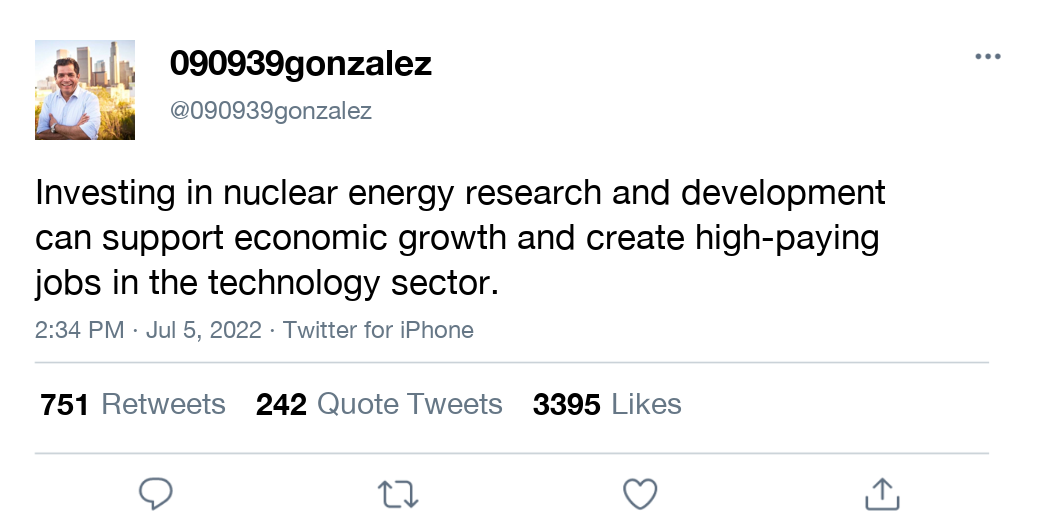 090939gonzalez
@090939gonzalez
Investing in nuclear energy research and development
can support economic growth and create high-paying
jobs in the technology sector.
2:34 PM · Jul 5, 2022 · Twitter for iPhone
751 Retweets 242 Quote Tweets 3395 Likes